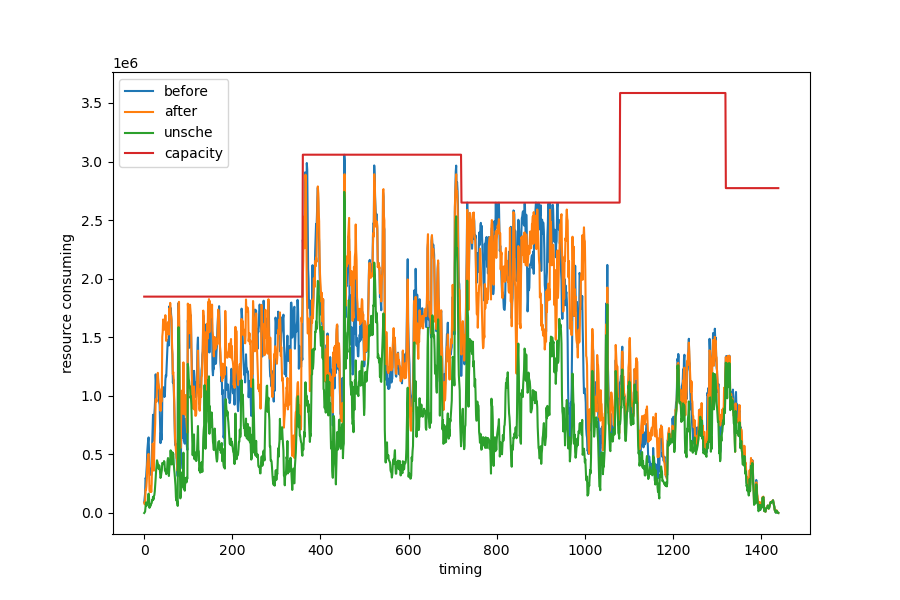 1e6
before
after
unsche
capacity
3.5
3.0
2.5
2.0
1.5
1.0
0.5
0.0
resource consuming
0 200 400 600 800 1000 1200 1400
timing